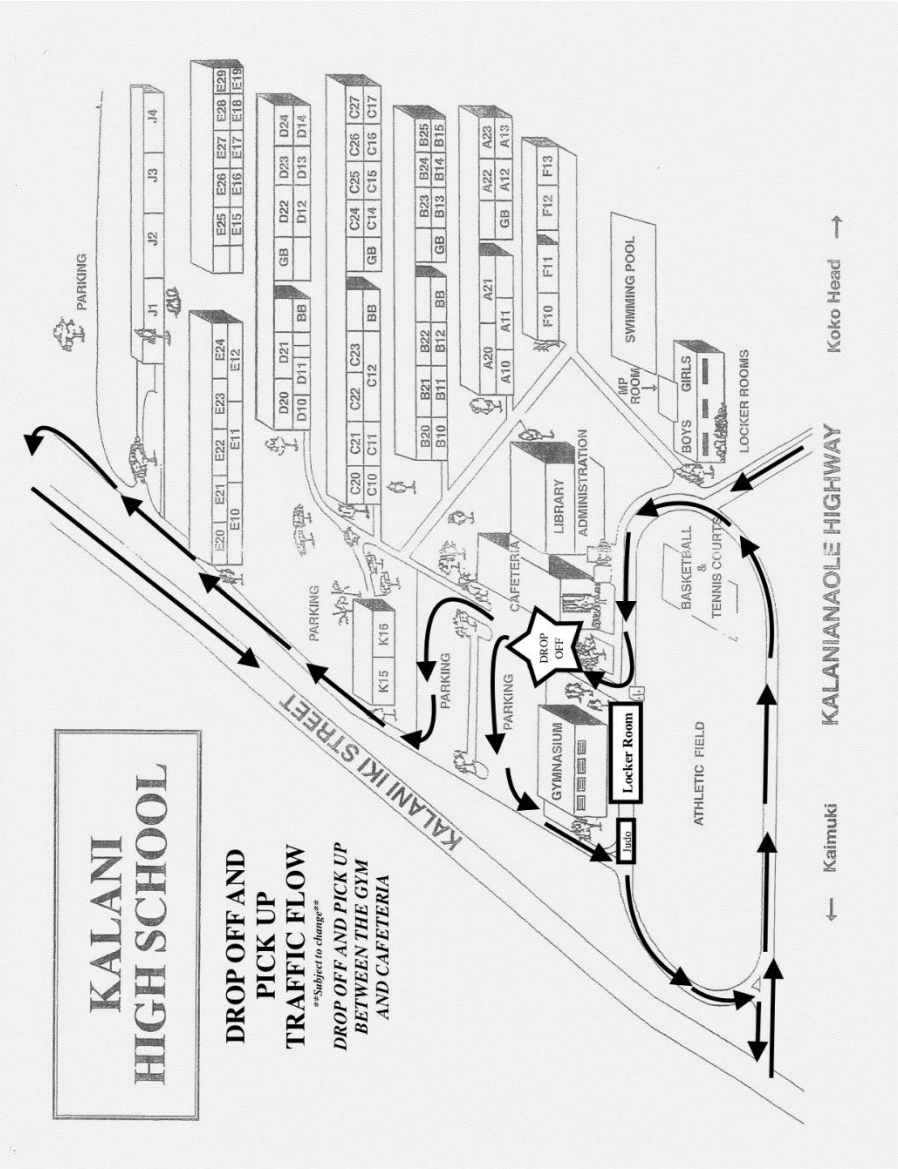 KALANI
HIGH SCHOOL
DROP OFF AND
PICK UP
TRAFFIC FLOW
**Subject to change**
DROP OFF AND PICK UP
BETWEEN THE GYM
AND CAFETERIA
PARKING
J1 J2 J3 J4
E20 E21 E22 E23 E24
E10 E11 E12
E25 E26 E27 E28 E29
E15 E16 E17 E18 E19
D20 D21
D10 D11 BB
GB D22 D23 D24
D12 D13 D14
C20 C21 C22 C23
C10 C11 C12 BB
C24 C25 C26 C27
GB C14 C15 C16 C17
B20 B21 B22
B10 B11 B12 BB
B23 B24 B25
GB B13 B14 B15
A20 A21
A10 A11
A22 A23
GB A12 A13
F10 F11 F12 F13
PARKING
K15 K16
KALANI IKI STREET
PARKING
PARKING
CAFETERIA
LIBRARY
ADMINISTRATION
DROP
OFF
GYMNASIUM
Locker Room
Judo
SWIMMING POOL
MP
ROOM
BOYS GIRLS
LOCKER ROOMS
BASKETBALL
&
TENNIS COURTS
ATHLETIC FIELD
← Kaimuki KALANIANAOLE HIGHWAY Koko Head →